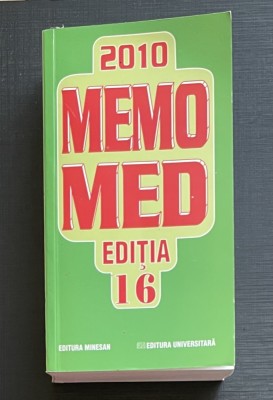 2010
MEMO
MED
EDIȚIA
16
EDITURA MINESAN
EDITURA UNIVERSITARĂ